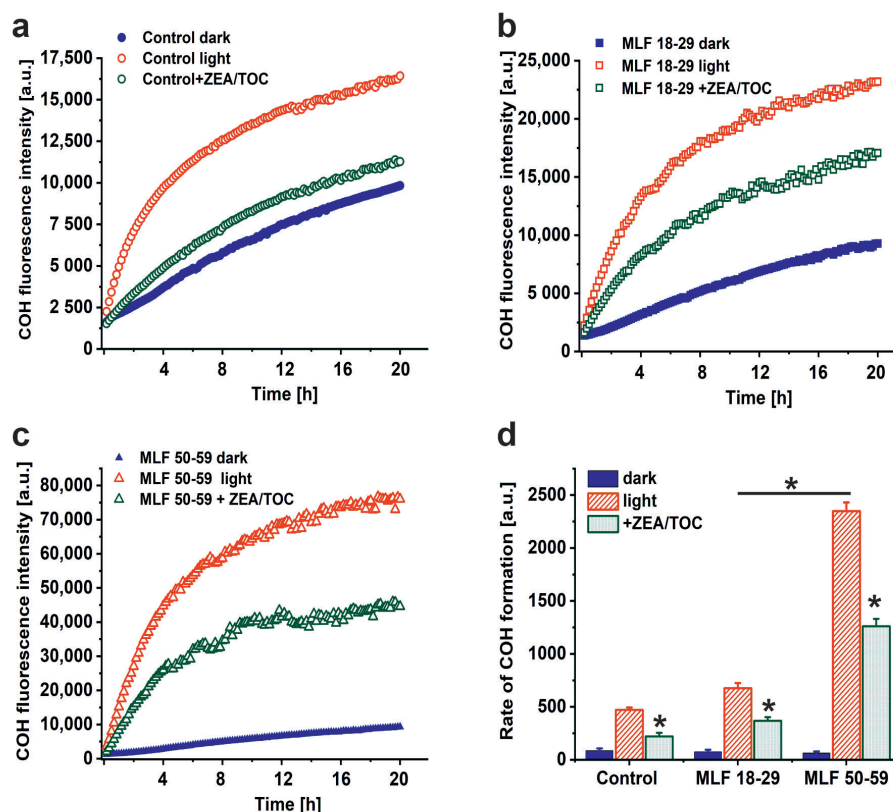 a
Control dark
Control light
Control+ZEA/TOC
COH fluorescence intensity [a.u.]
17,500
15,000
12,500
10,000
7,500
5 000
2 500
0
4
8
12
16
20
Time [h]
b
MLF 18-29 dark
MLF 18-29 light
MLF 18-29 +ZEA/TOC
COH fluorescence intensity [a.u.]
25,000
20,000
15,000
10,000
5 000
0
4
8
12
16
20
Time [h]
c
MLF 50-59 dark
MLF 50-59 light
MLF 50-59 + ZEA/TOC
COH fluorescence intensity [a.u.]
80,000
70,000
60,000
50,000
40,000
30,000
20,000
10,000
0
4
8
12
16
20
Time [h]
d
dark
light
+ZEA/TOC
Rate of COH formation [a.u.]
2500
2000
1500
1000
500
0
*
*
*
*
Control
MLF 18-29
MLF 50-59